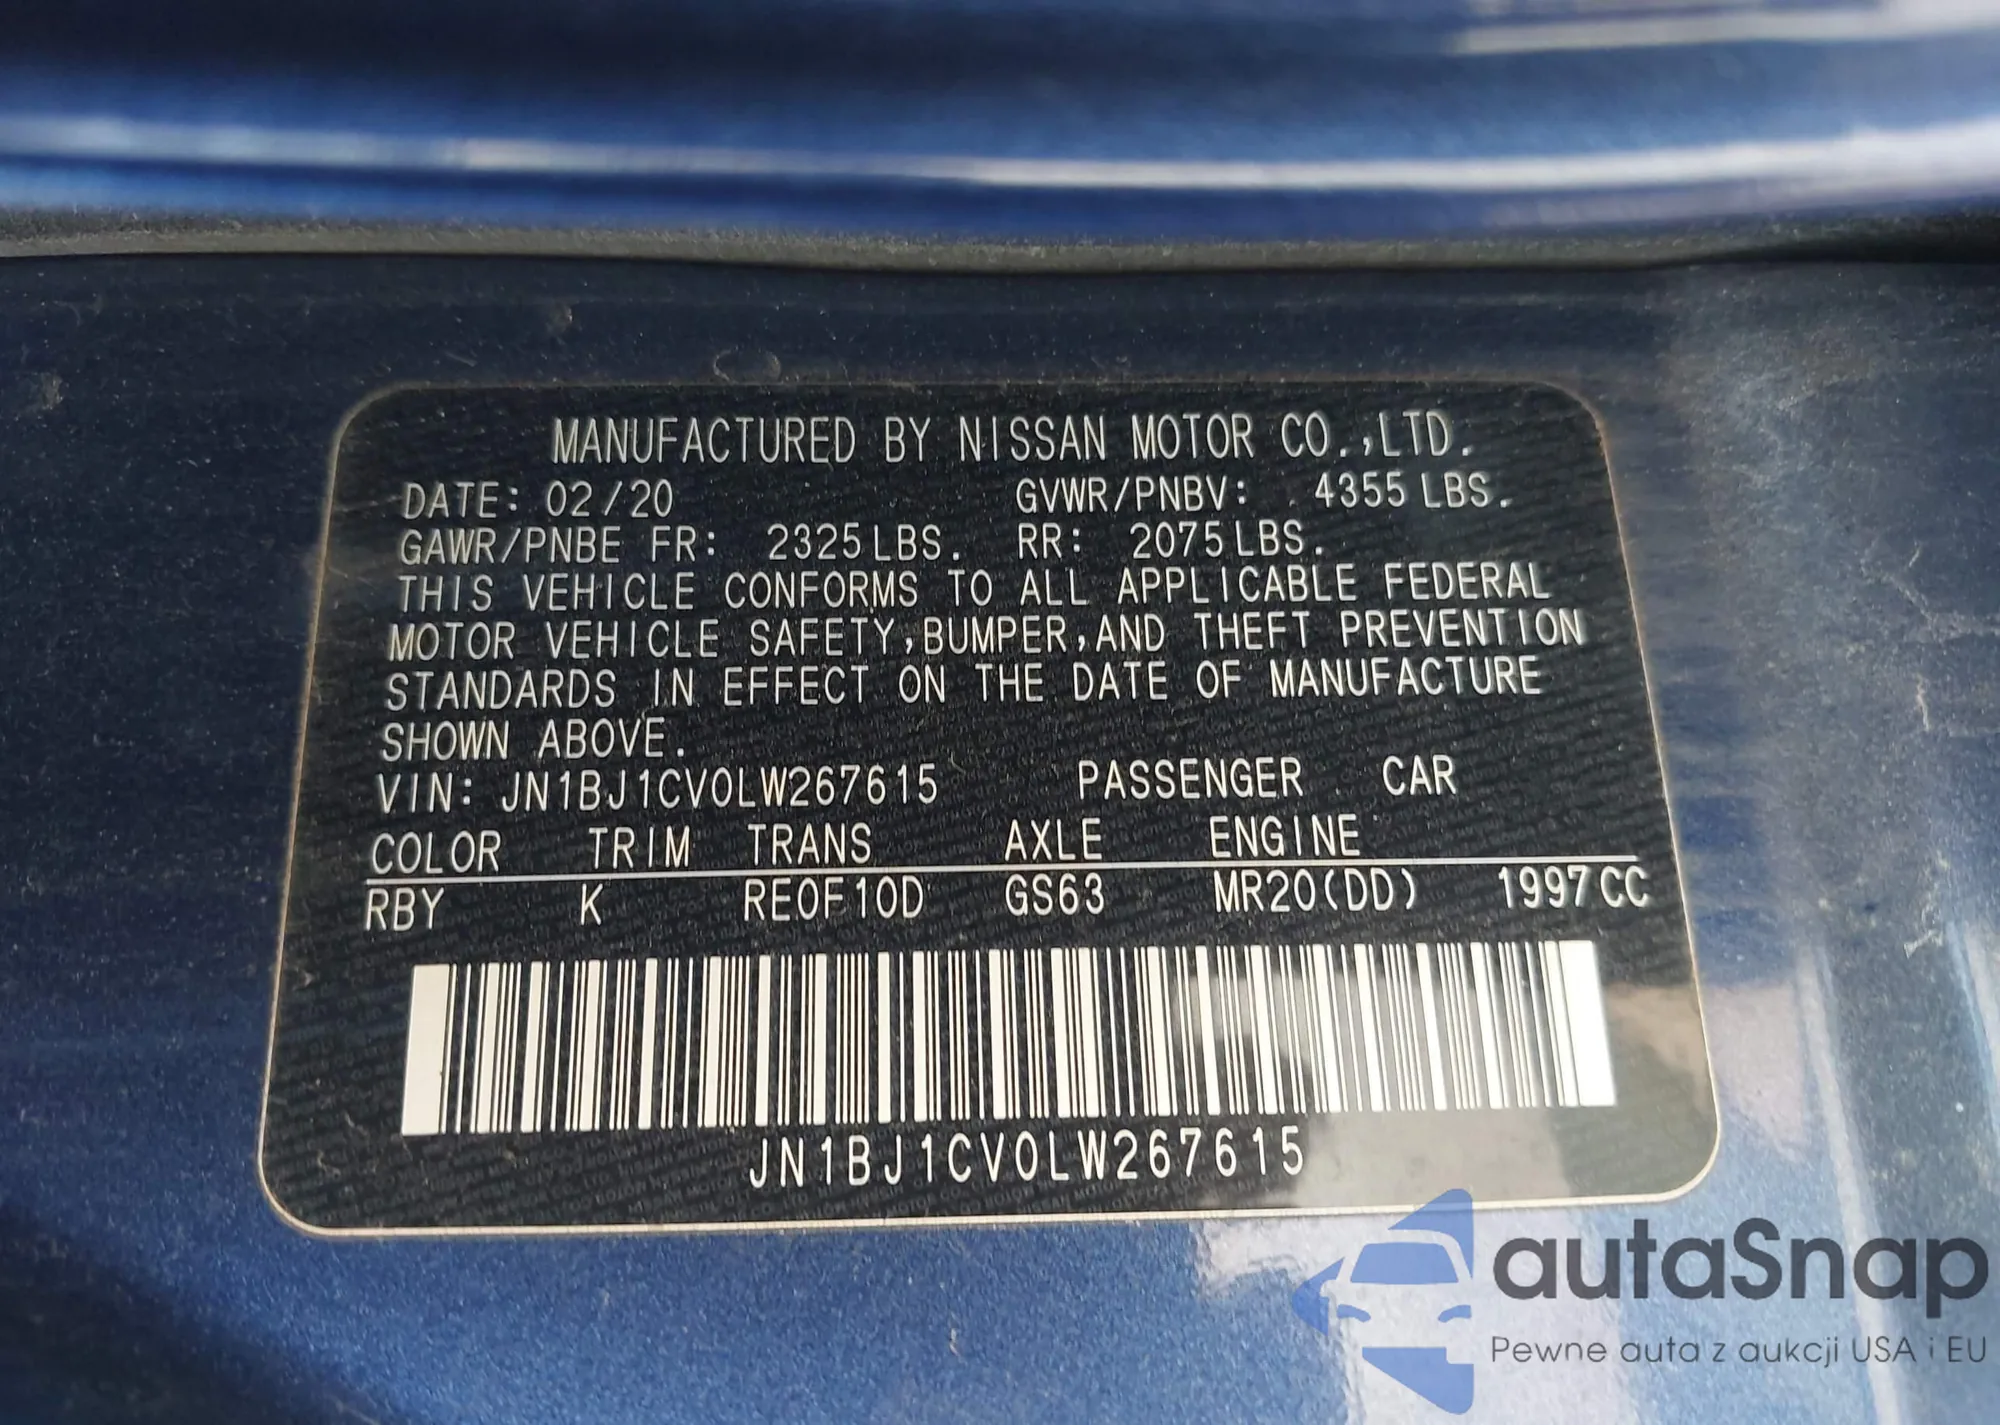 MANUFACTURED BY NISSAN MOTOR CO.,LTD.
DATE: 02/20 GVWR/PNBV: 4355 LBS.
GAWR/PNBE FR: 2325 LBS. RR: 2075 LBS.
THIS VEHICLE CONFORMS TO ALL APPLICABLE FEDERAL
MOTOR VEHICLE SAFETY,BUMPER,AND THEFT PREVENTION
STANDARDS IN EFFECT ON THE DATE OF MANUFACTURE
SHOWN ABOVE.
VIN: JN1BJ1CV0LW267615 PASSENGER CAR
COLOR TRIM TRANS AXLE ENGINE
RBY K RE0F10D GS63 MR20(DD) 1997CC
JN1BJ1CV0LW267615
autaSnap
Pewne auta z aukcji USA i EU